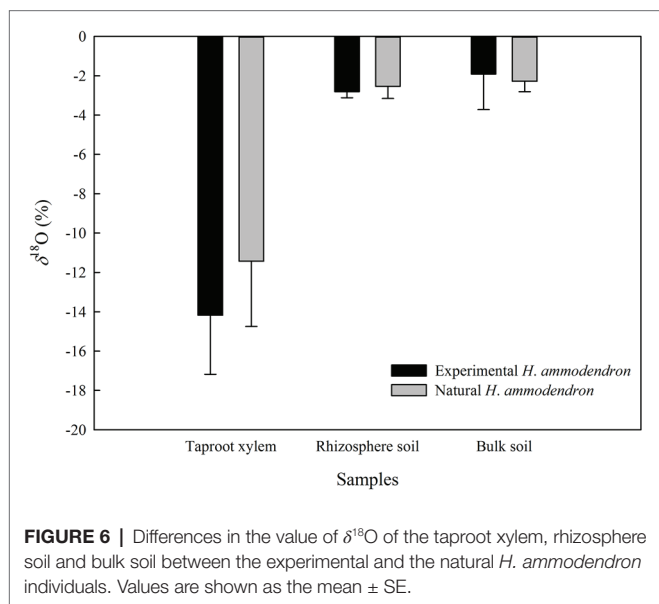 0
-2
-4
-6
-8
-10
-12
-14
-16
-18
-20
δ¹⁸O (%)
Experimental H. ammodendron
Natural H. ammodendron
Taproot xylem Rhizosphere soil Bulk soil
Samples
FIGURE 6 | Differences in the value of δ¹⁸O of the taproot xylem, rhizosphere
soil and bulk soil between the experimental and the natural H. ammodendron
individuals. Values are shown as the mean ± SE.